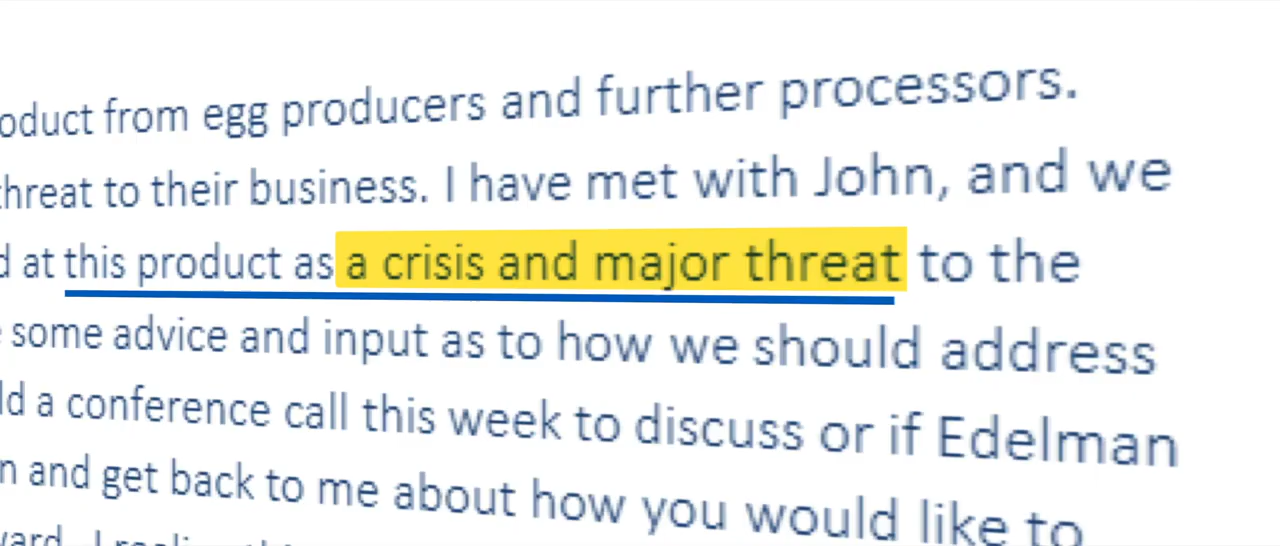 oduct from egg producers and further processors.
threat to their business. I have met with John, and we
d at this product as a crisis and major threat to the
some advice and input as to how we should address
ld a conference call this week to discuss or if Edelman
n and get back to me about how you would like to